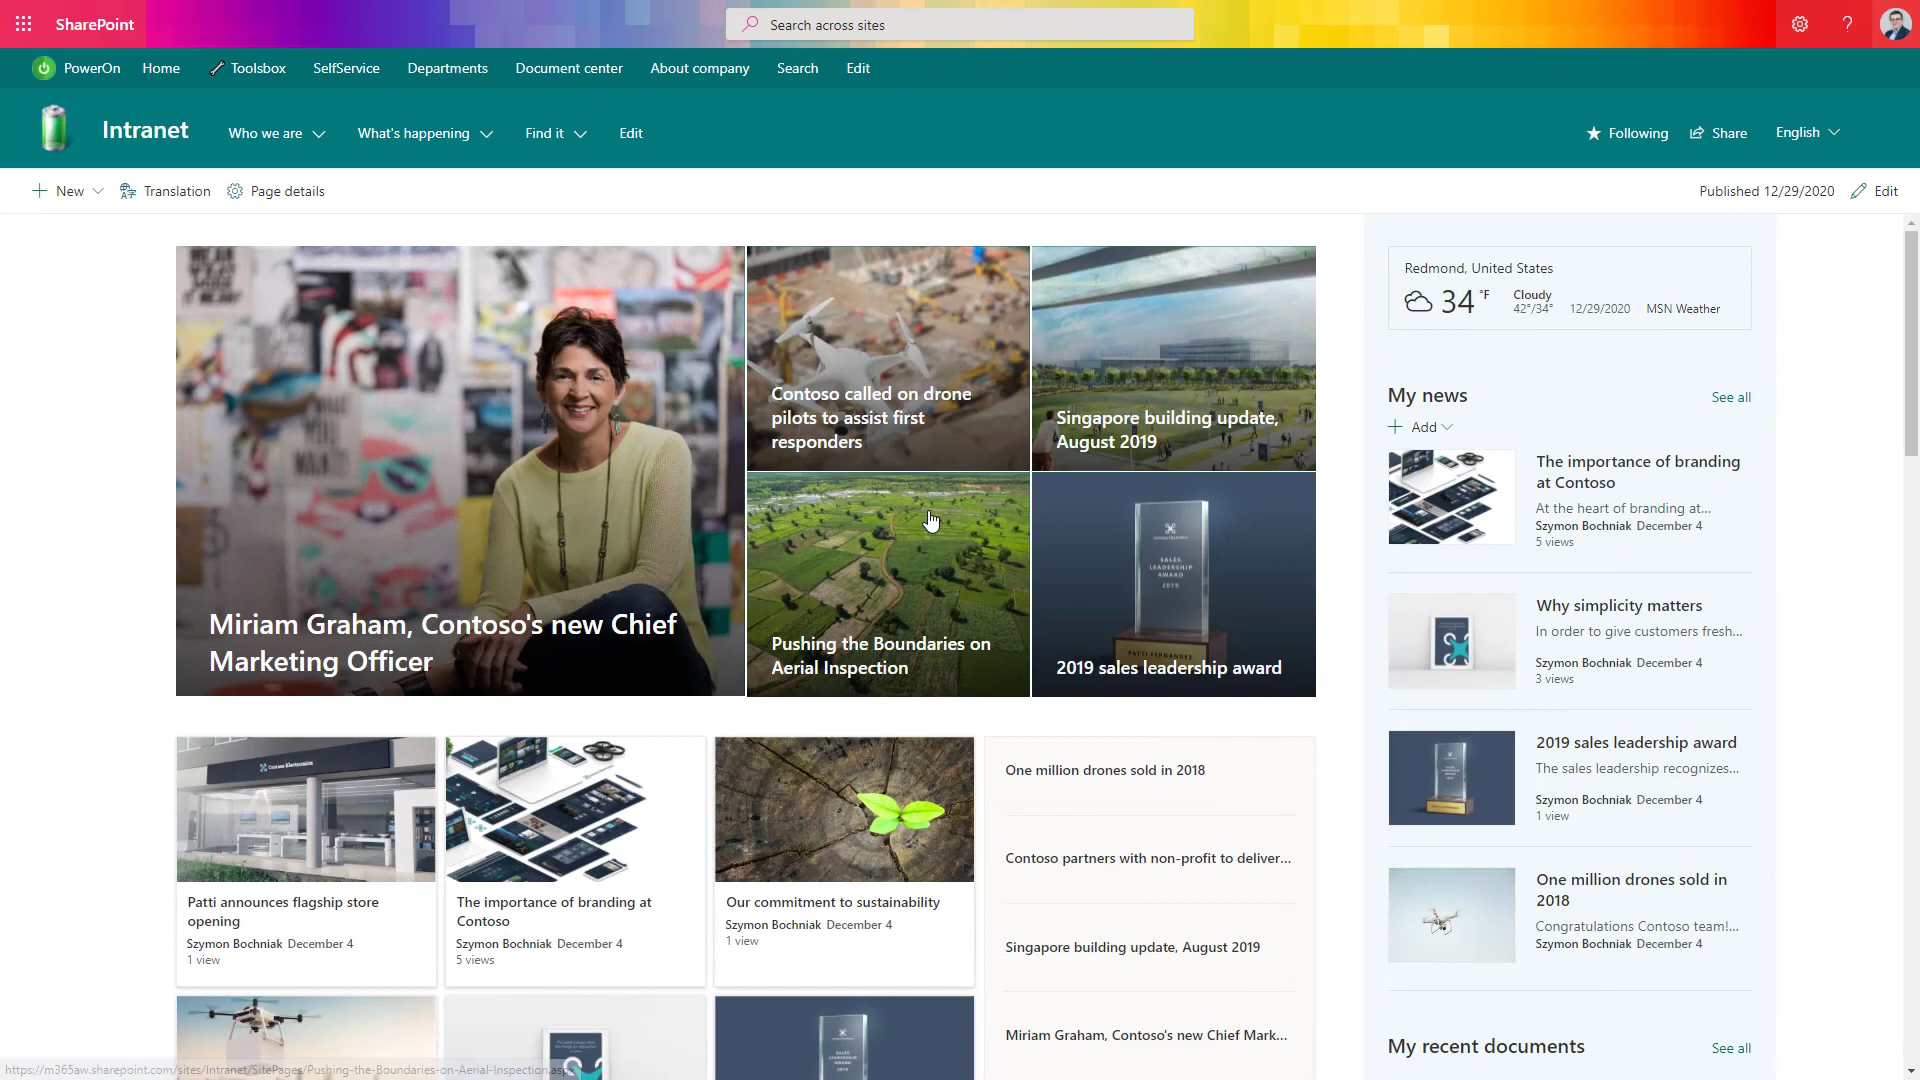 SharePoint
Search across sites
?
PowerOn
Home
Toolsbox
SelfService
Departments
Document center
About company
Search
Edit
Intranet
Who we are
What's happening
Find it
Edit
Following
Share
English
New
Translation
Page details
Published 12/29/2020
Edit
Miriam Graham, Contoso's new Chief
Marketing Officer
Contoso called on drone
pilots to assist first
responders
Singapore building update,
August 2019
Pushing the Boundaries on
Aerial Inspection
SALES
LEADERSHIP
AWARD
2019
PATTI FERNANDEZ
2019 sales leadership award
Redmond, United States
34 °F
Cloudy
42°/34°
12/29/2020
MSN Weather
My news
See all
Add
The importance of branding
at Contoso
At the heart of branding at...
Szymon Bochniak December 4
5 views
Why simplicity matters
In order to give customers fresh...
Szymon Bochniak December 4
3 views
2019 sales leadership award
The sales leadership recognizes...
Szymon Bochniak December 4
1 view
One million drones sold in
2018
Congratulations Contoso team!...
Szymon Bochniak December 4
My recent documents
See all
Contoso Electronics
Patti announces flagship store
opening
Szymon Bochniak December 4
1 view
The importance of branding at
Contoso
Szymon Bochniak December 4
5 views
Our commitment to sustainability
Szymon Bochniak December 4
1 view
One million drones sold in 2018
Contoso partners with non-profit to deliver...
Singapore building update, August 2019
Miriam Graham, Contoso's new Chief Mark...
https://m365aw.sharepoint.com/sites/Intranet/SitePages/Pushing-the-Boundaries-on-Aerial-Inspection.aspx